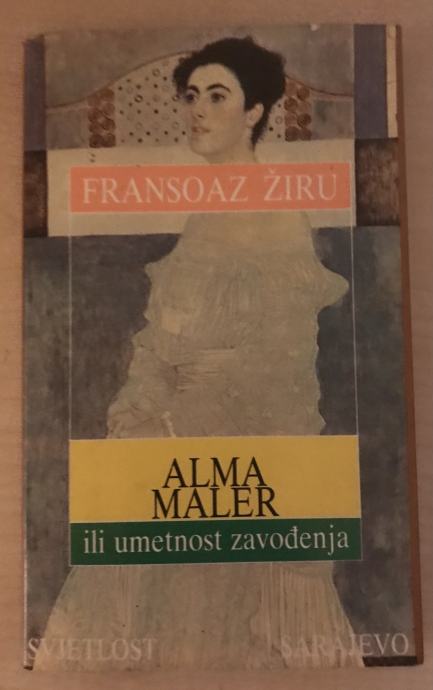 FRANSOAZ ŽIRU
ALMA
MALER
ili umetnost zavođenja
SVJETLOST SARAJEVO